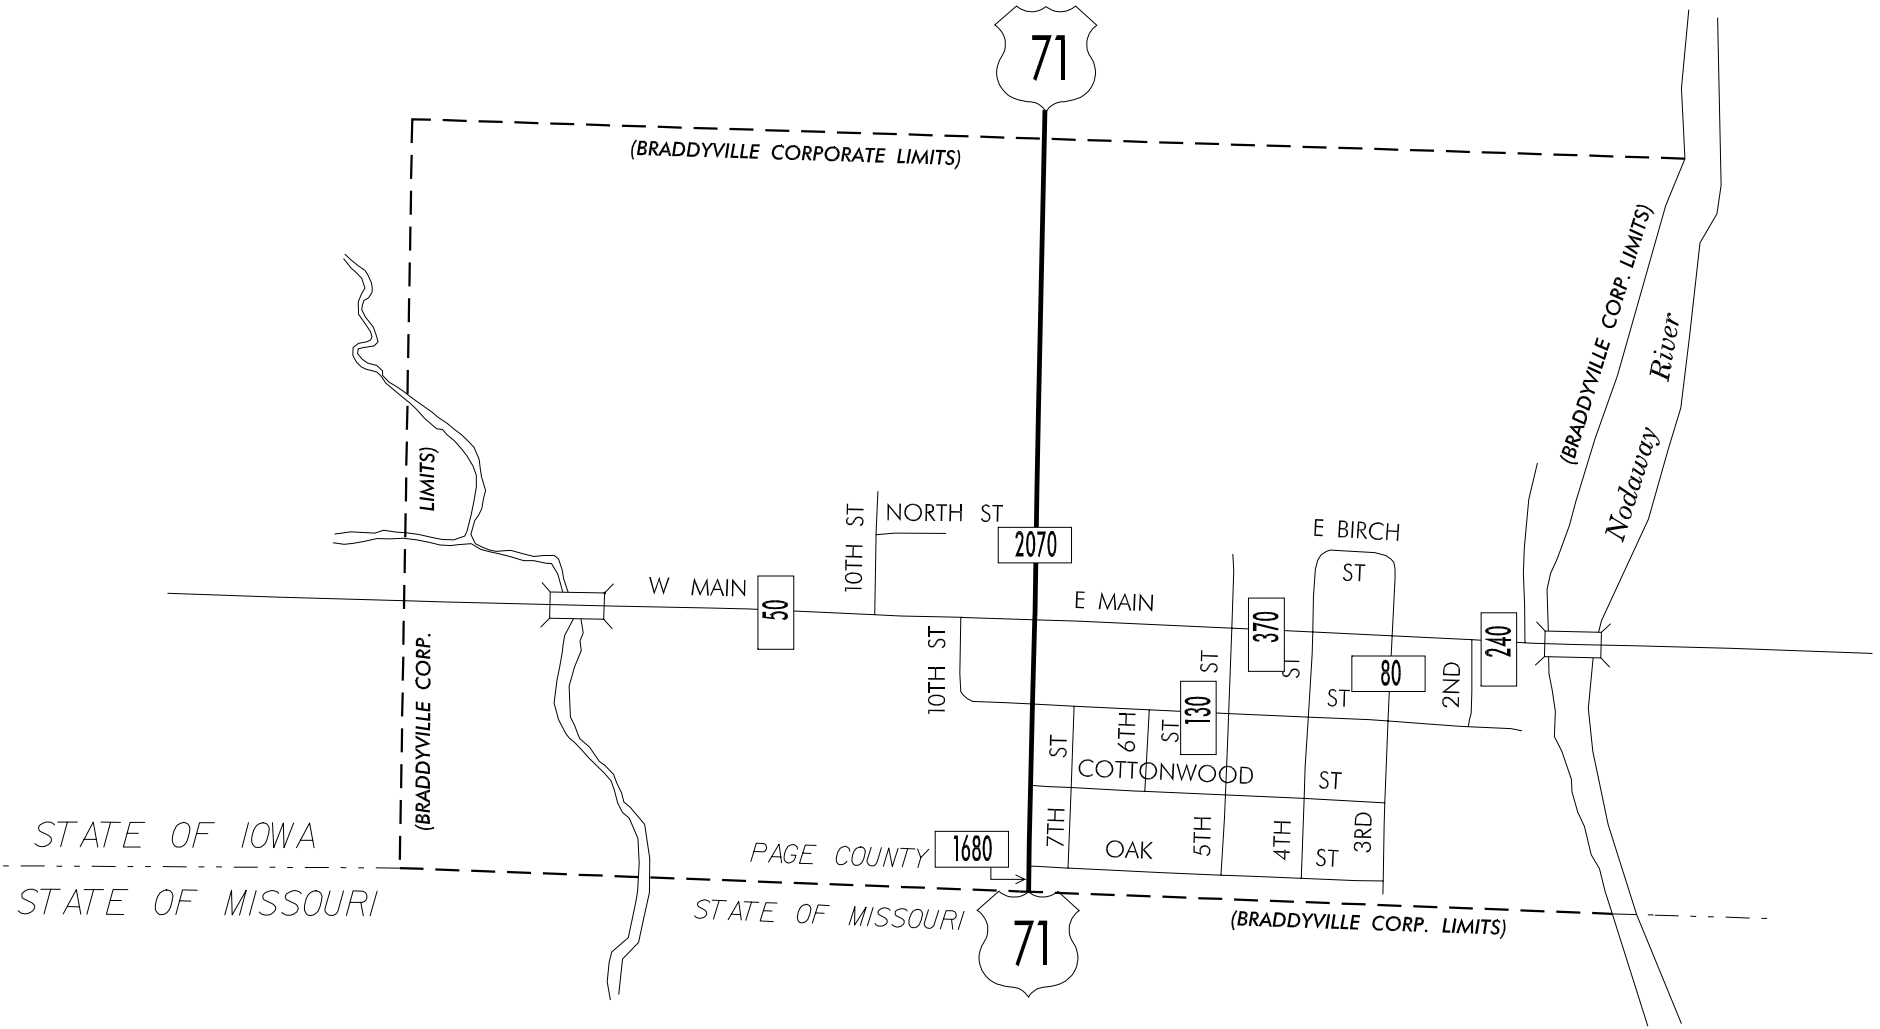 71
(BRADDYVILLE CORPORATE LIMITS)
(BRADDYVILLE CORP. LIMITS)
Nodaway River
(BRADDYVILLE CORP. LIMITS)
10TH ST
NORTH ST
2070
E BIRCH
ST
W MAIN
50
E MAIN
370
ST
240
10TH ST
ST
ST
80
2ND
130
ST
6TH
ST
COTTONWOOD
ST
7TH
5TH
4TH
3RD
OAK
ST
STATE OF IOWA
STATE OF MISSOURI
PAGE COUNTY
1680
STATE OF MISSOURI
71
(BRADDYVILLE CORP. LIMITS)